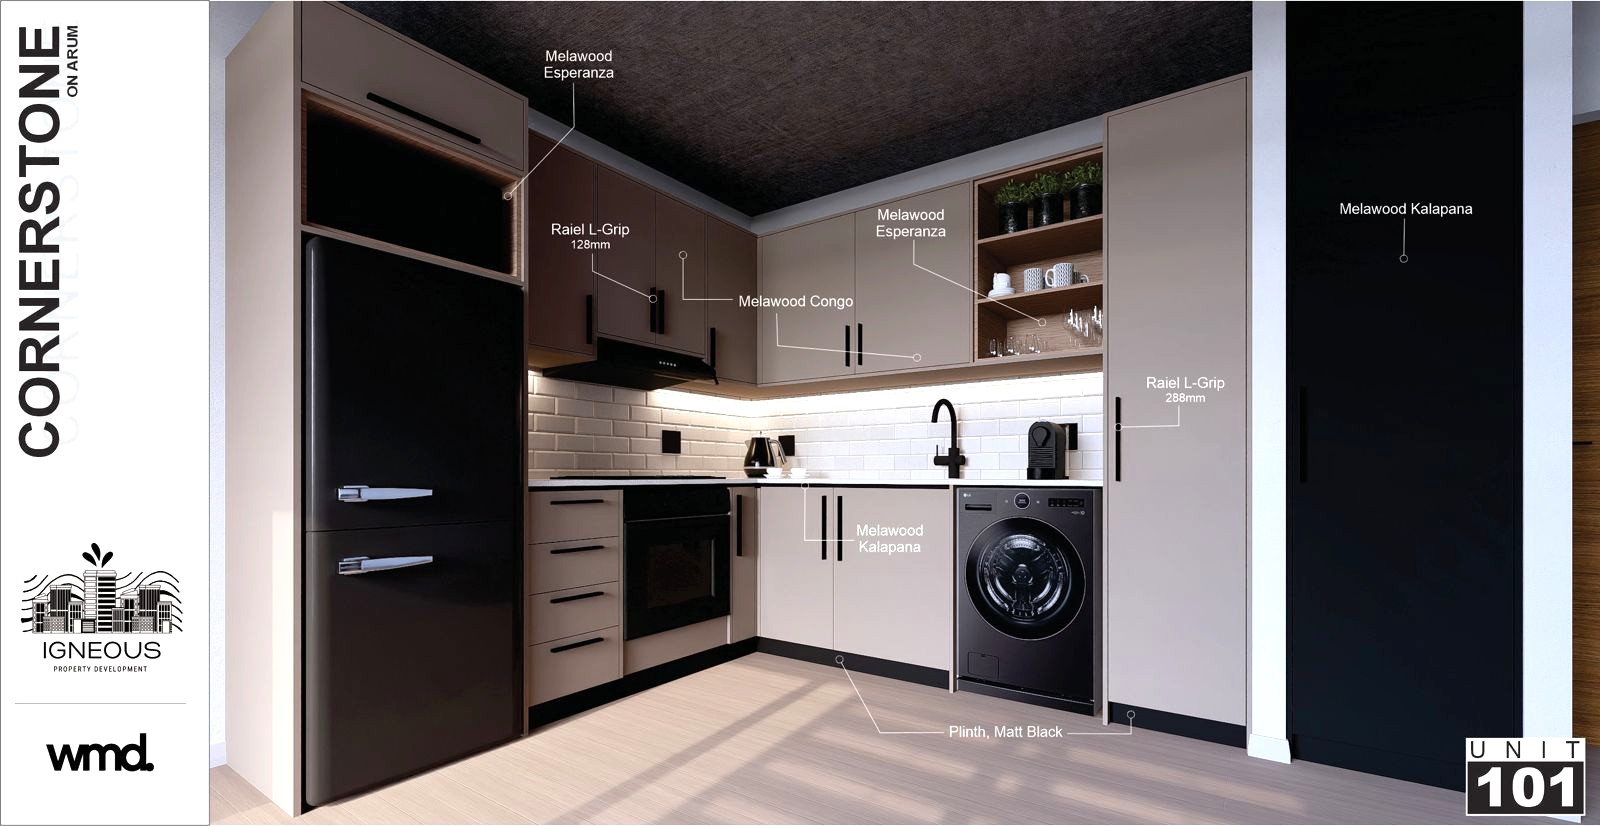 CORNERSTONE
ON ARUM
IGNEOUS
PROPERTY DEVELOPMENT
wmd.
Melawood
Esperanza
Raiel L-Grip
128mm
Melawood Congo
Melawood
Esperanza
Raiel L-Grip
288mm
Melawood Kalapana
Melawood
Kalapana
LG
Plinth, Matt Black
UNIT
101